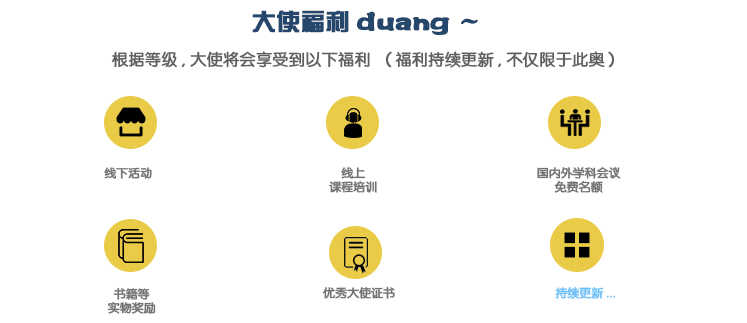 大使福利 duang ~
根据等级，大使将会享受到以下福利 （福利持续更新，不仅限于此奥）
线下活动
线上
课程培训
国内外学科会议
免费名额
书籍等
实物奖励
优秀大使证书
持续更新 ...